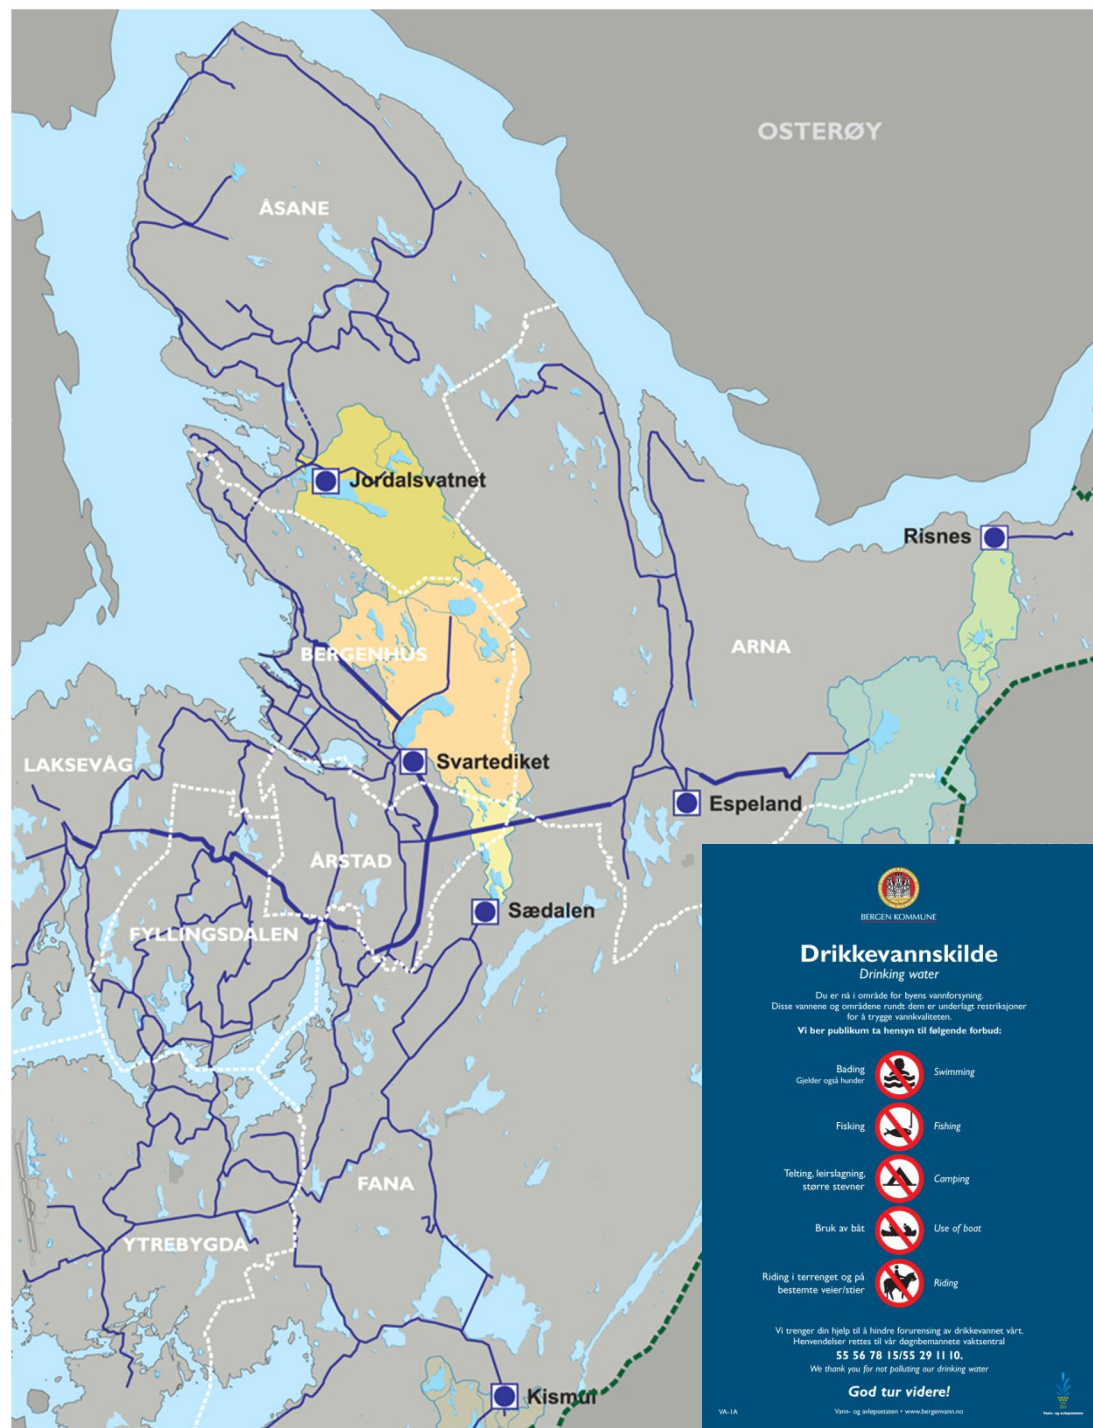 OSTERØY
ÅSANE
Jordalsvatnet
Risnes
ARNA
BERGENHUS
Svartediket
LAKSEVÅG
Espeland
ÅRSTAD
Sædalen
FYLLINGSDALEN
FANA
YTREBYGDA
Kismul
BERGEN KOMMUNE
Drikkevannskilde
Drinking water
Du er nå i område for byens vannforsyning.
Disse vannene og områdene rundt dem er underlagt restriksjoner
for å trygge vannkvaliteten.
Vi ber publikum ta hensyn til følgende forbud:
Bading
Gjelder også hunder
Swimming
Fisking
Fishing
Telting, leirslagning,
større stevner
Camping
Bruk av båt
Use of boat
Riding i terrenget og på
bestemte veier/stier
Riding
Vi trenger din hjelp til å hindre forurensing av drikkevannet vårt.
Henvendelser rettes til vår døgnbemannete vaktsentral
55 56 78 15/55 29 11 10.
We thank you for not polluting our drinking water
God tur videre!
VA-1A
Vann- og avløpsetaten • www.bergenvann.no
Vann- og avløpsetaten